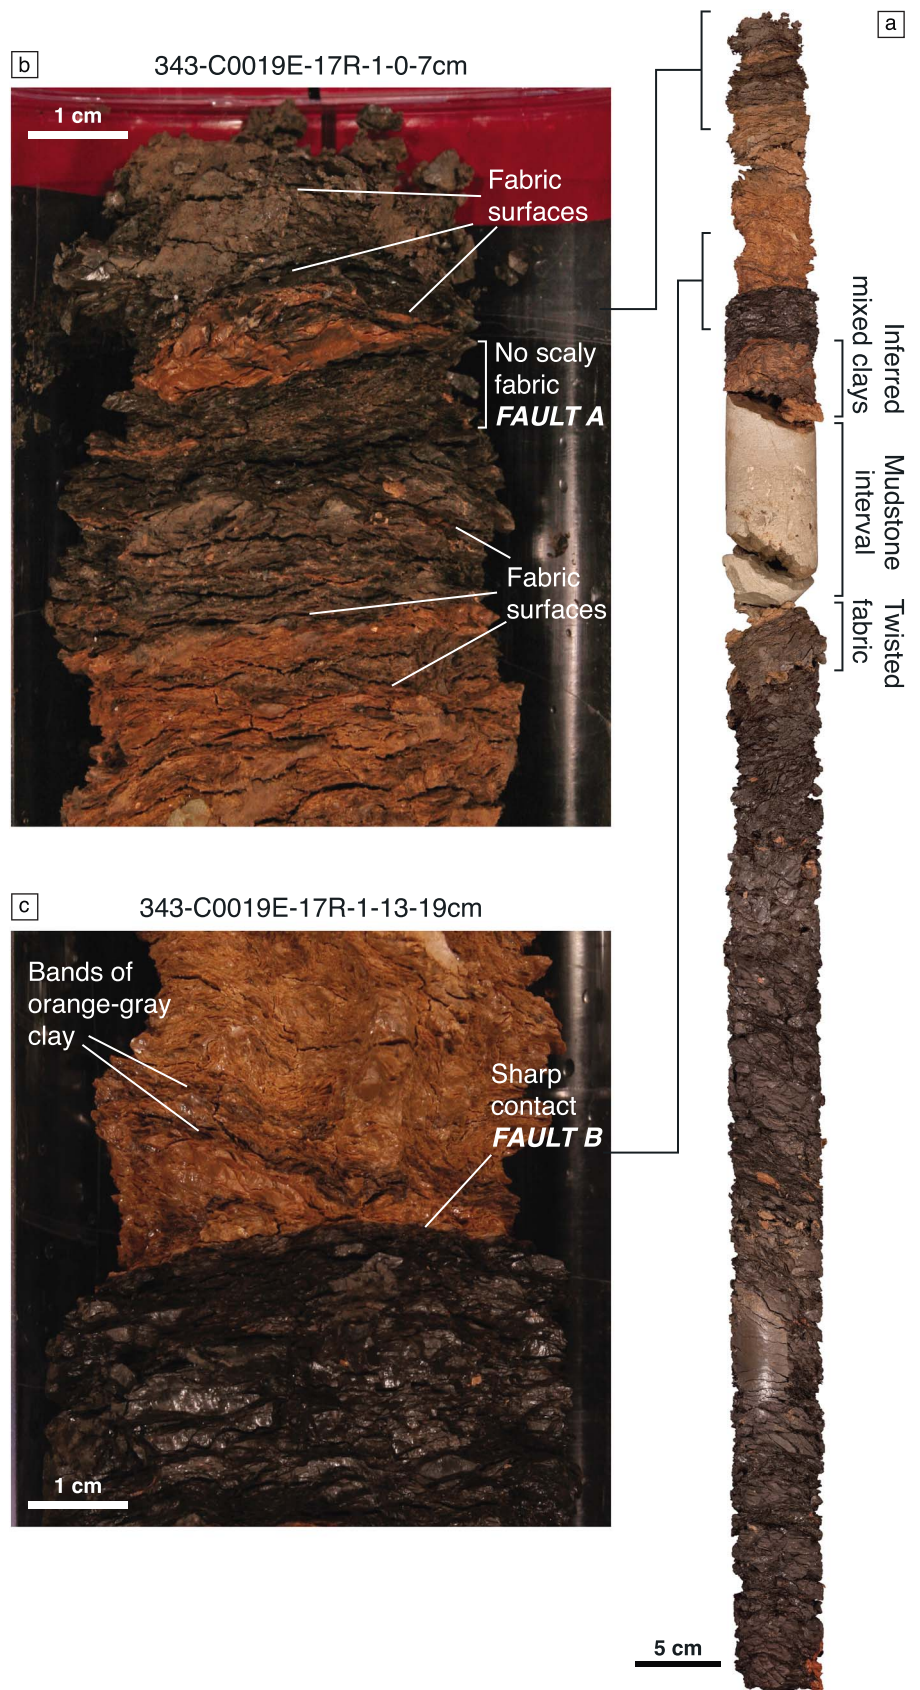 a
b
343-C0019E-17R-1-0-7cm
1 cm
Fabric
surfaces
No scaly
fabric
FAULT A
Fabric
surfaces
c
343-C0019E-17R-1-13-19cm
Bands of
orange-gray
clay
Sharp
contact
FAULT B
1 cm
Inferred
mixed clays
Mudstone
interval
Twisted
fabric
5 cm